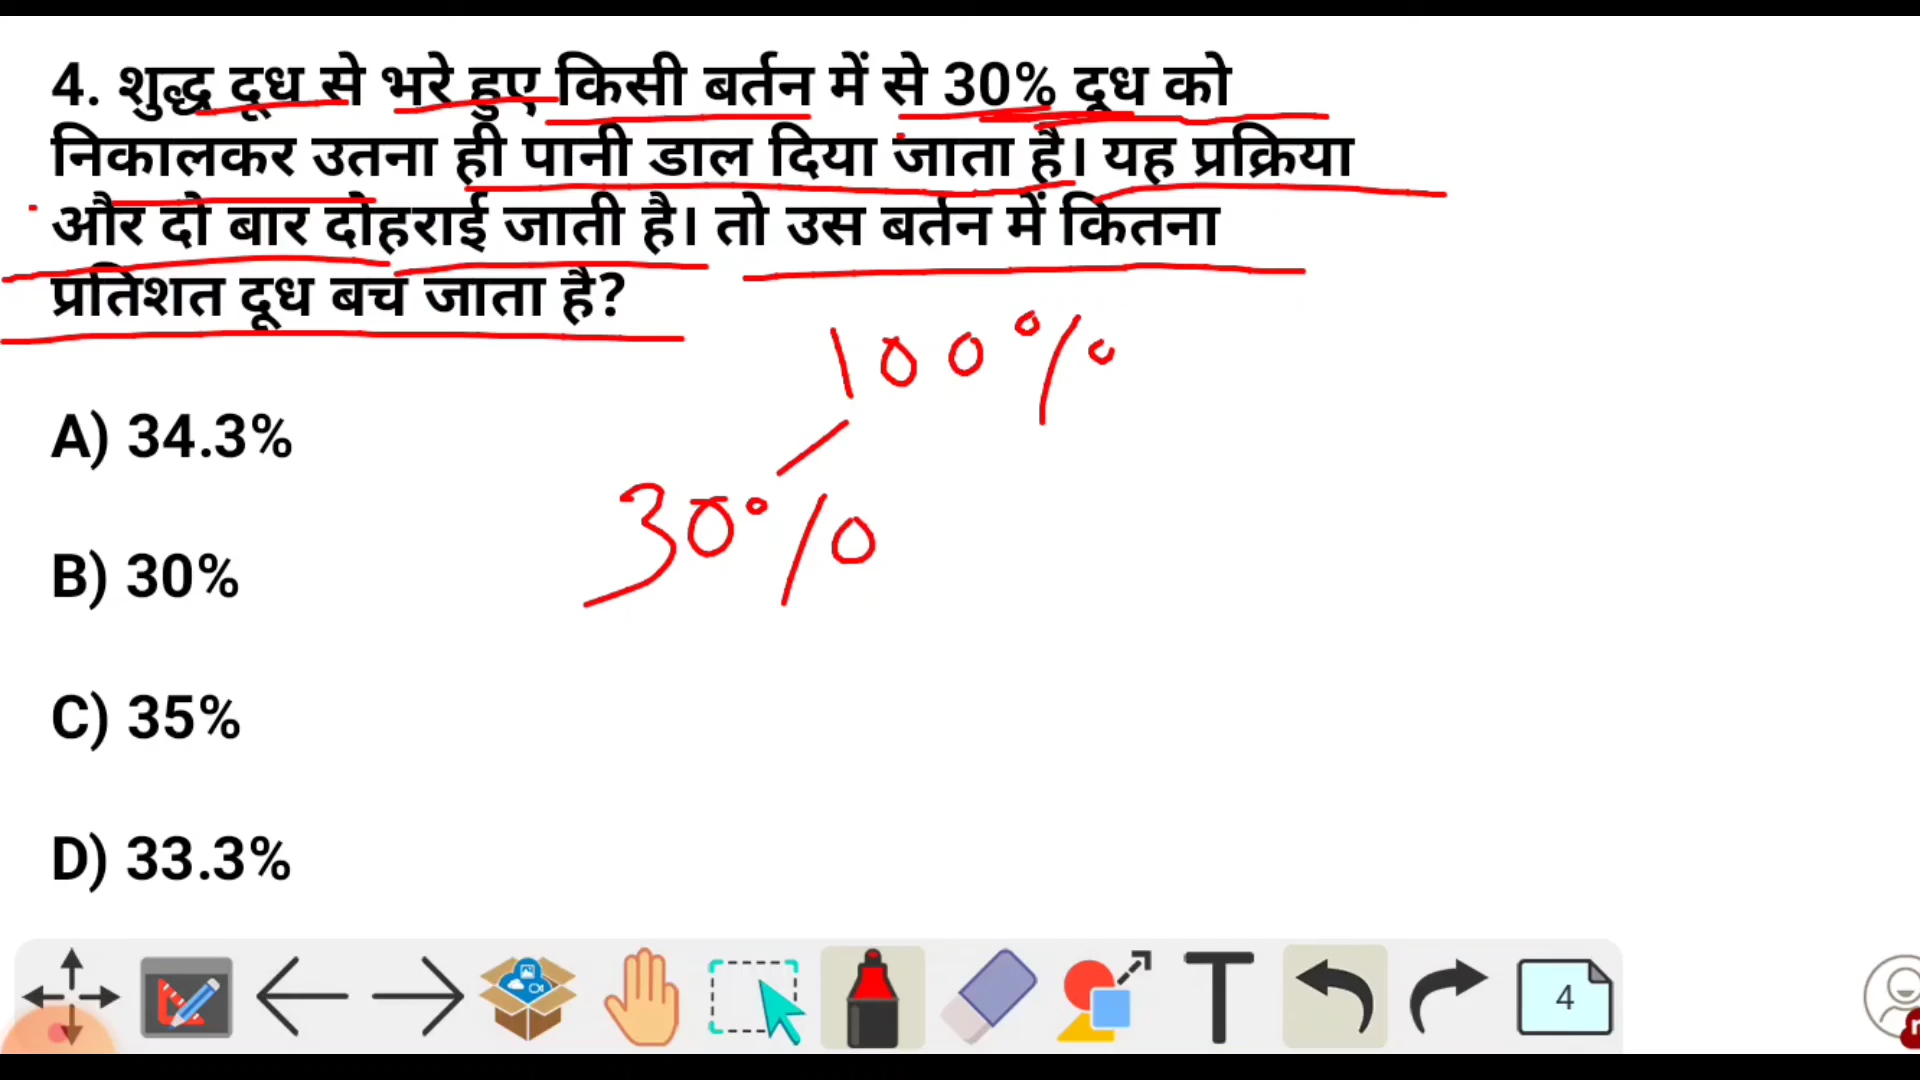 4. शुद्ध दूध से भरे हुए किसी बर्तन में से 30% दूध को
निकालकर उतना ही पानी डाल दिया जाता है। यह प्रक्रिया
और दो बार दोहराई जाती है। तो उस बर्तन में कितना
प्रतिशत दूध बच जाता है?
100%
30%
A) 34.3%
B) 30%
C) 35%
D) 33.3%
T
4